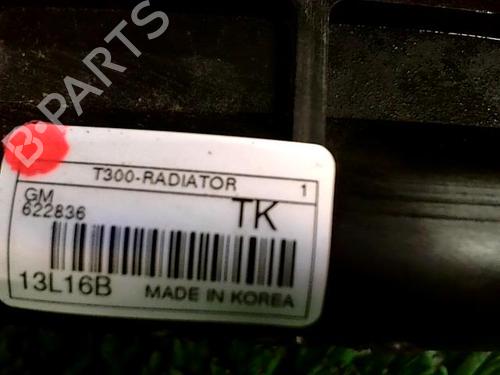 B-PARTS
T300-RADIATOR 1
GM
622836 TK
13L16B MADE IN KOREA